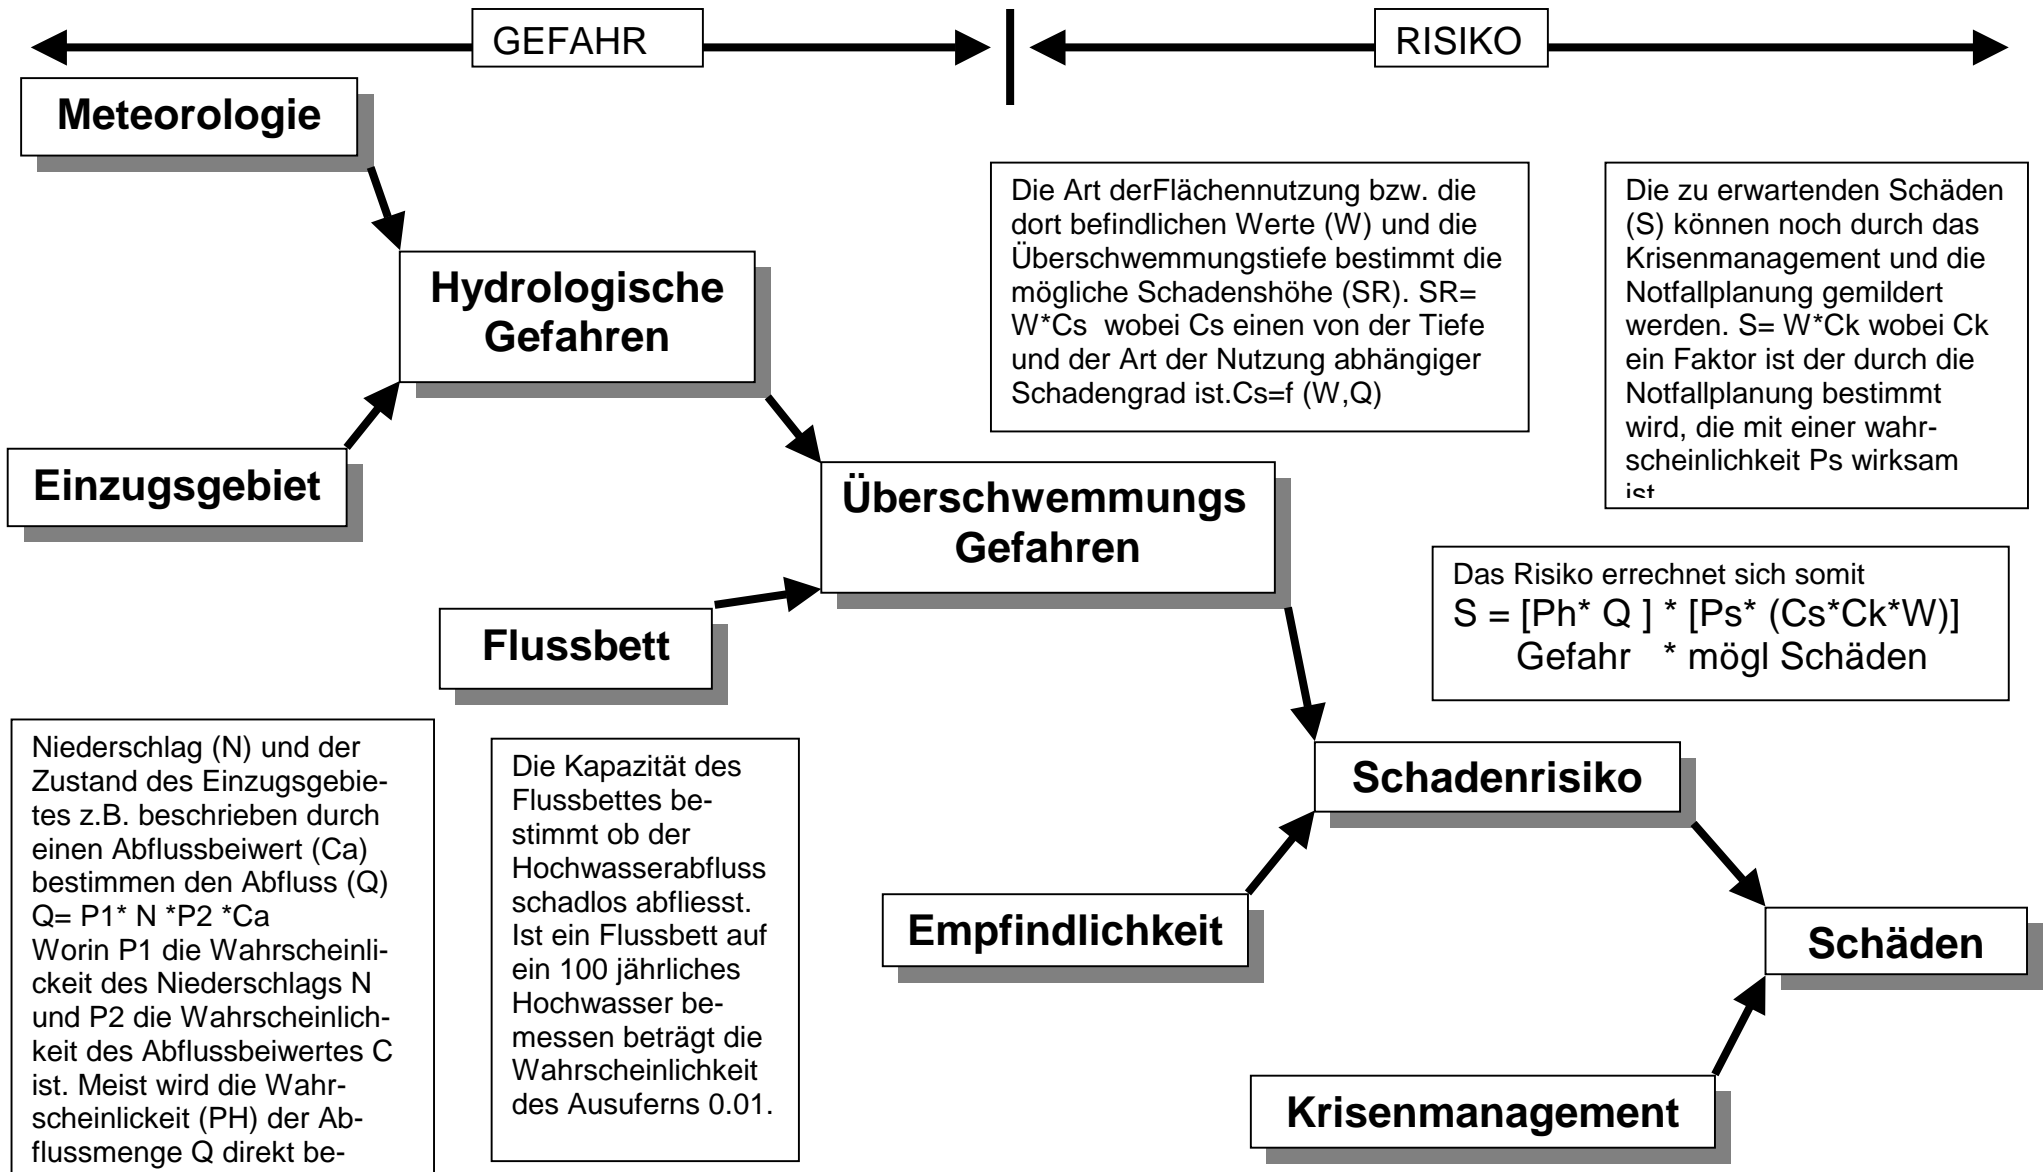 GEFAHR
RISIKO
Meteorologie
Hydrologische
Gefahren
Einzugsgebiet
Überschwemmungs
Gefahren
Flussbett
Die Art derFlächennutzung bzw. die
dort befindlichen Werte (W) und die
Überschwemmungstiefe bestimmt die
mögliche Schadenshöhe (SR). SR=
W*Cs wobei Cs einen von der Tiefe
und der Art der Nutzung abhängiger
Schadengrad ist.Cs=f (W,Q)
Die zu erwartenden Schäden
(S) können noch durch das
Krisenmanagement und die
Notfallplanung gemildert
werden. S= W*Ck wobei Ck
ein Faktor ist der durch die
Notfallplanung bestimmt
wird, die mit einer wahr-
scheinlichkeit Ps wirksam
ist
Das Risiko errechnet sich somit
S = [Ph* Q ] * [Ps* (Cs*Ck*W)]
Gefahr * mögl Schäden
Niederschlag (N) und der
Zustand des Einzugsgebie-
tes z.B. beschrieben durch
einen Abflussbeiwert (Ca)
bestimmen den Abfluss (Q)
Q= P1* N *P2 *Ca
Worin P1 die Wahrscheinli-
ckeit des Niederschlags N
und P2 die Wahrscheinlich-
keit des Abflussbeiwertes C
ist. Meist wird die Wahr-
scheinlickeit (PH) der Ab-
flussmenge Q direkt be-
Die Kapazität des
Flussbettes be-
stimmt ob der
Hochwasserabfluss
schadlos abfliesst.
Ist ein Flussbett auf
ein 100 jährliches
Hochwasser be-
messen beträgt die
Wahrscheinlichkeit
des Ausuferns 0.01.
Schadenrisiko
Empfindlichkeit
Schäden
Krisenmanagement